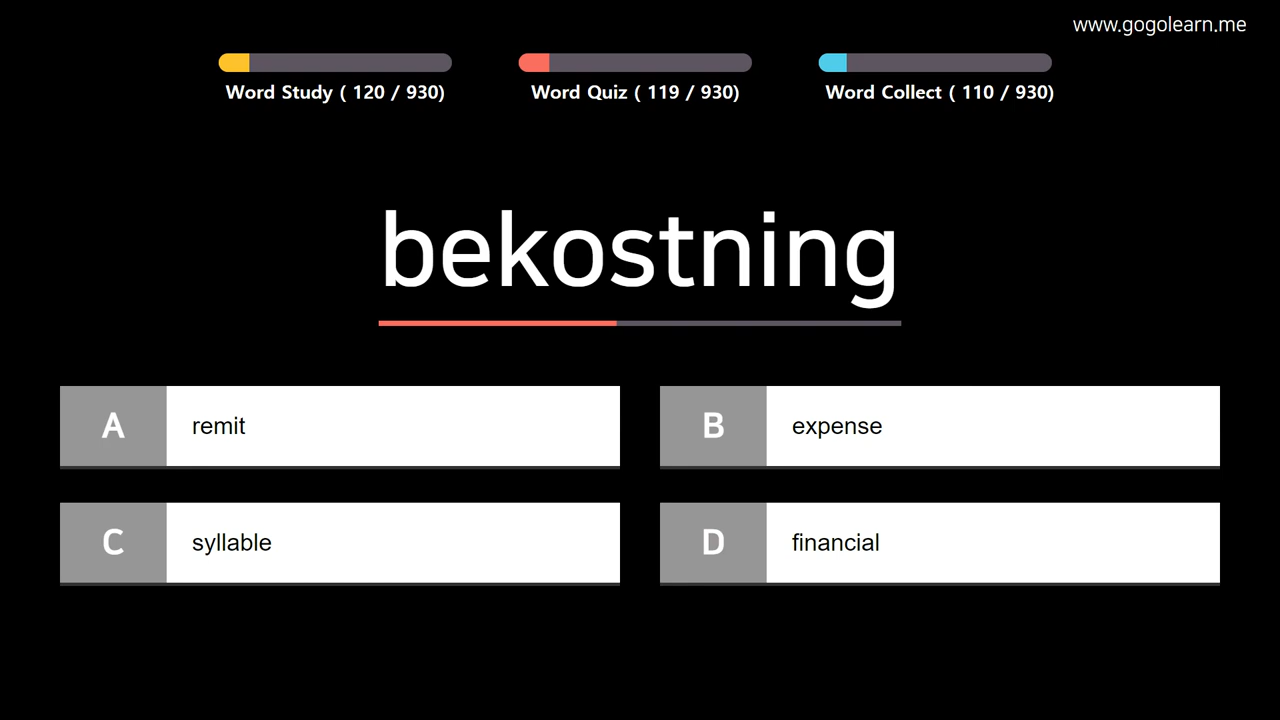 www.gogolearn.me
Word Study ( 120 / 930)
Word Quiz ( 119 / 930)
Word Collect ( 110 / 930)
bekostning
A remit
B expense
C syllable
D financial